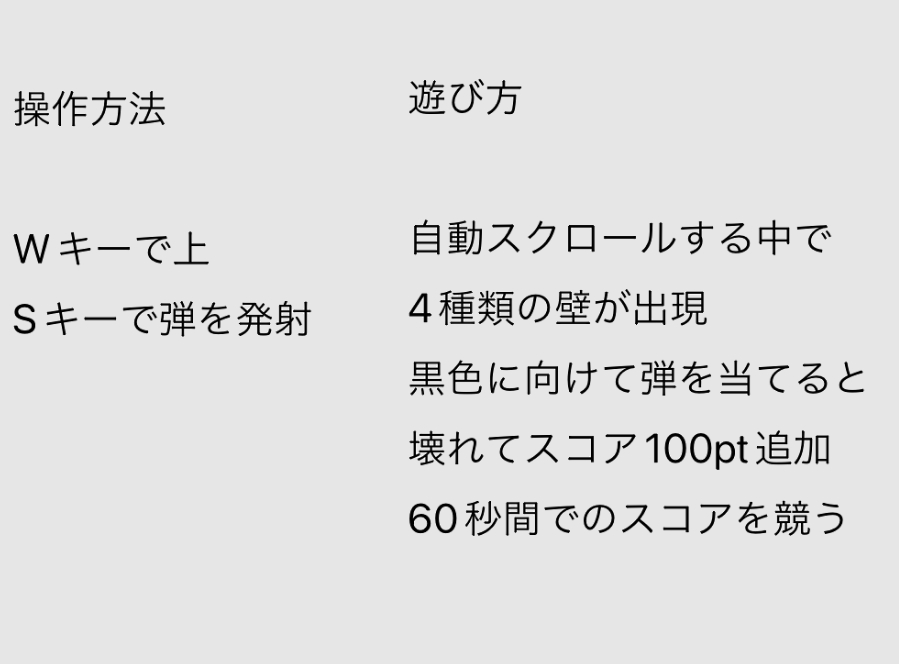 操作方法
Wキーで上
Sキーで弾を発射
遊び方
自動スクロールする中で
4種類の壁が出現
黒色に向けて弾を当てると
壊れてスコア100pt追加
60秒間でのスコアを競う